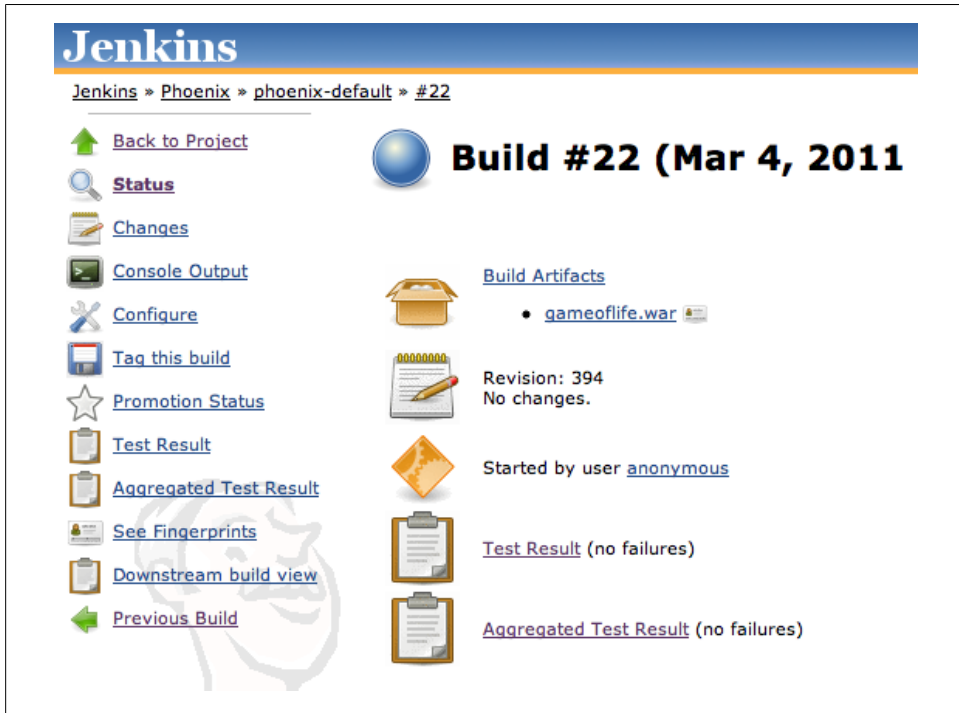 Jenkins
Jenkins » Phoenix » phoenix-default » #22
Back to Project
Status
Changes
Console Output
Configure
Tag this build
Promotion Status
Test Result
Aggregated Test Result
See Fingerprints
Downstream build view
Previous Build
Build #22 (Mar 4, 2011
Build Artifacts
• gameoflife.war
Revision: 394
No changes.
Started by user anonymous
Test Result (no failures)
Aggregated Test Result (no failures)